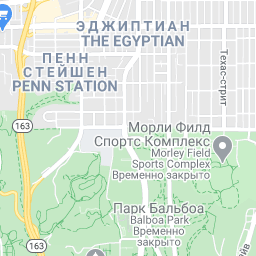 ЭДЖИПТИАН
THE EGYPTIAN
ПЕНН
СТЕЙШЕН
PENN STATION
Техас-стрит
163
Морли Филд
Спортс Комплекс
Morley Field
Sports Complex
Временно закрыто
Парк Бальбоа
Balboa Park
Временно
закрыто
163